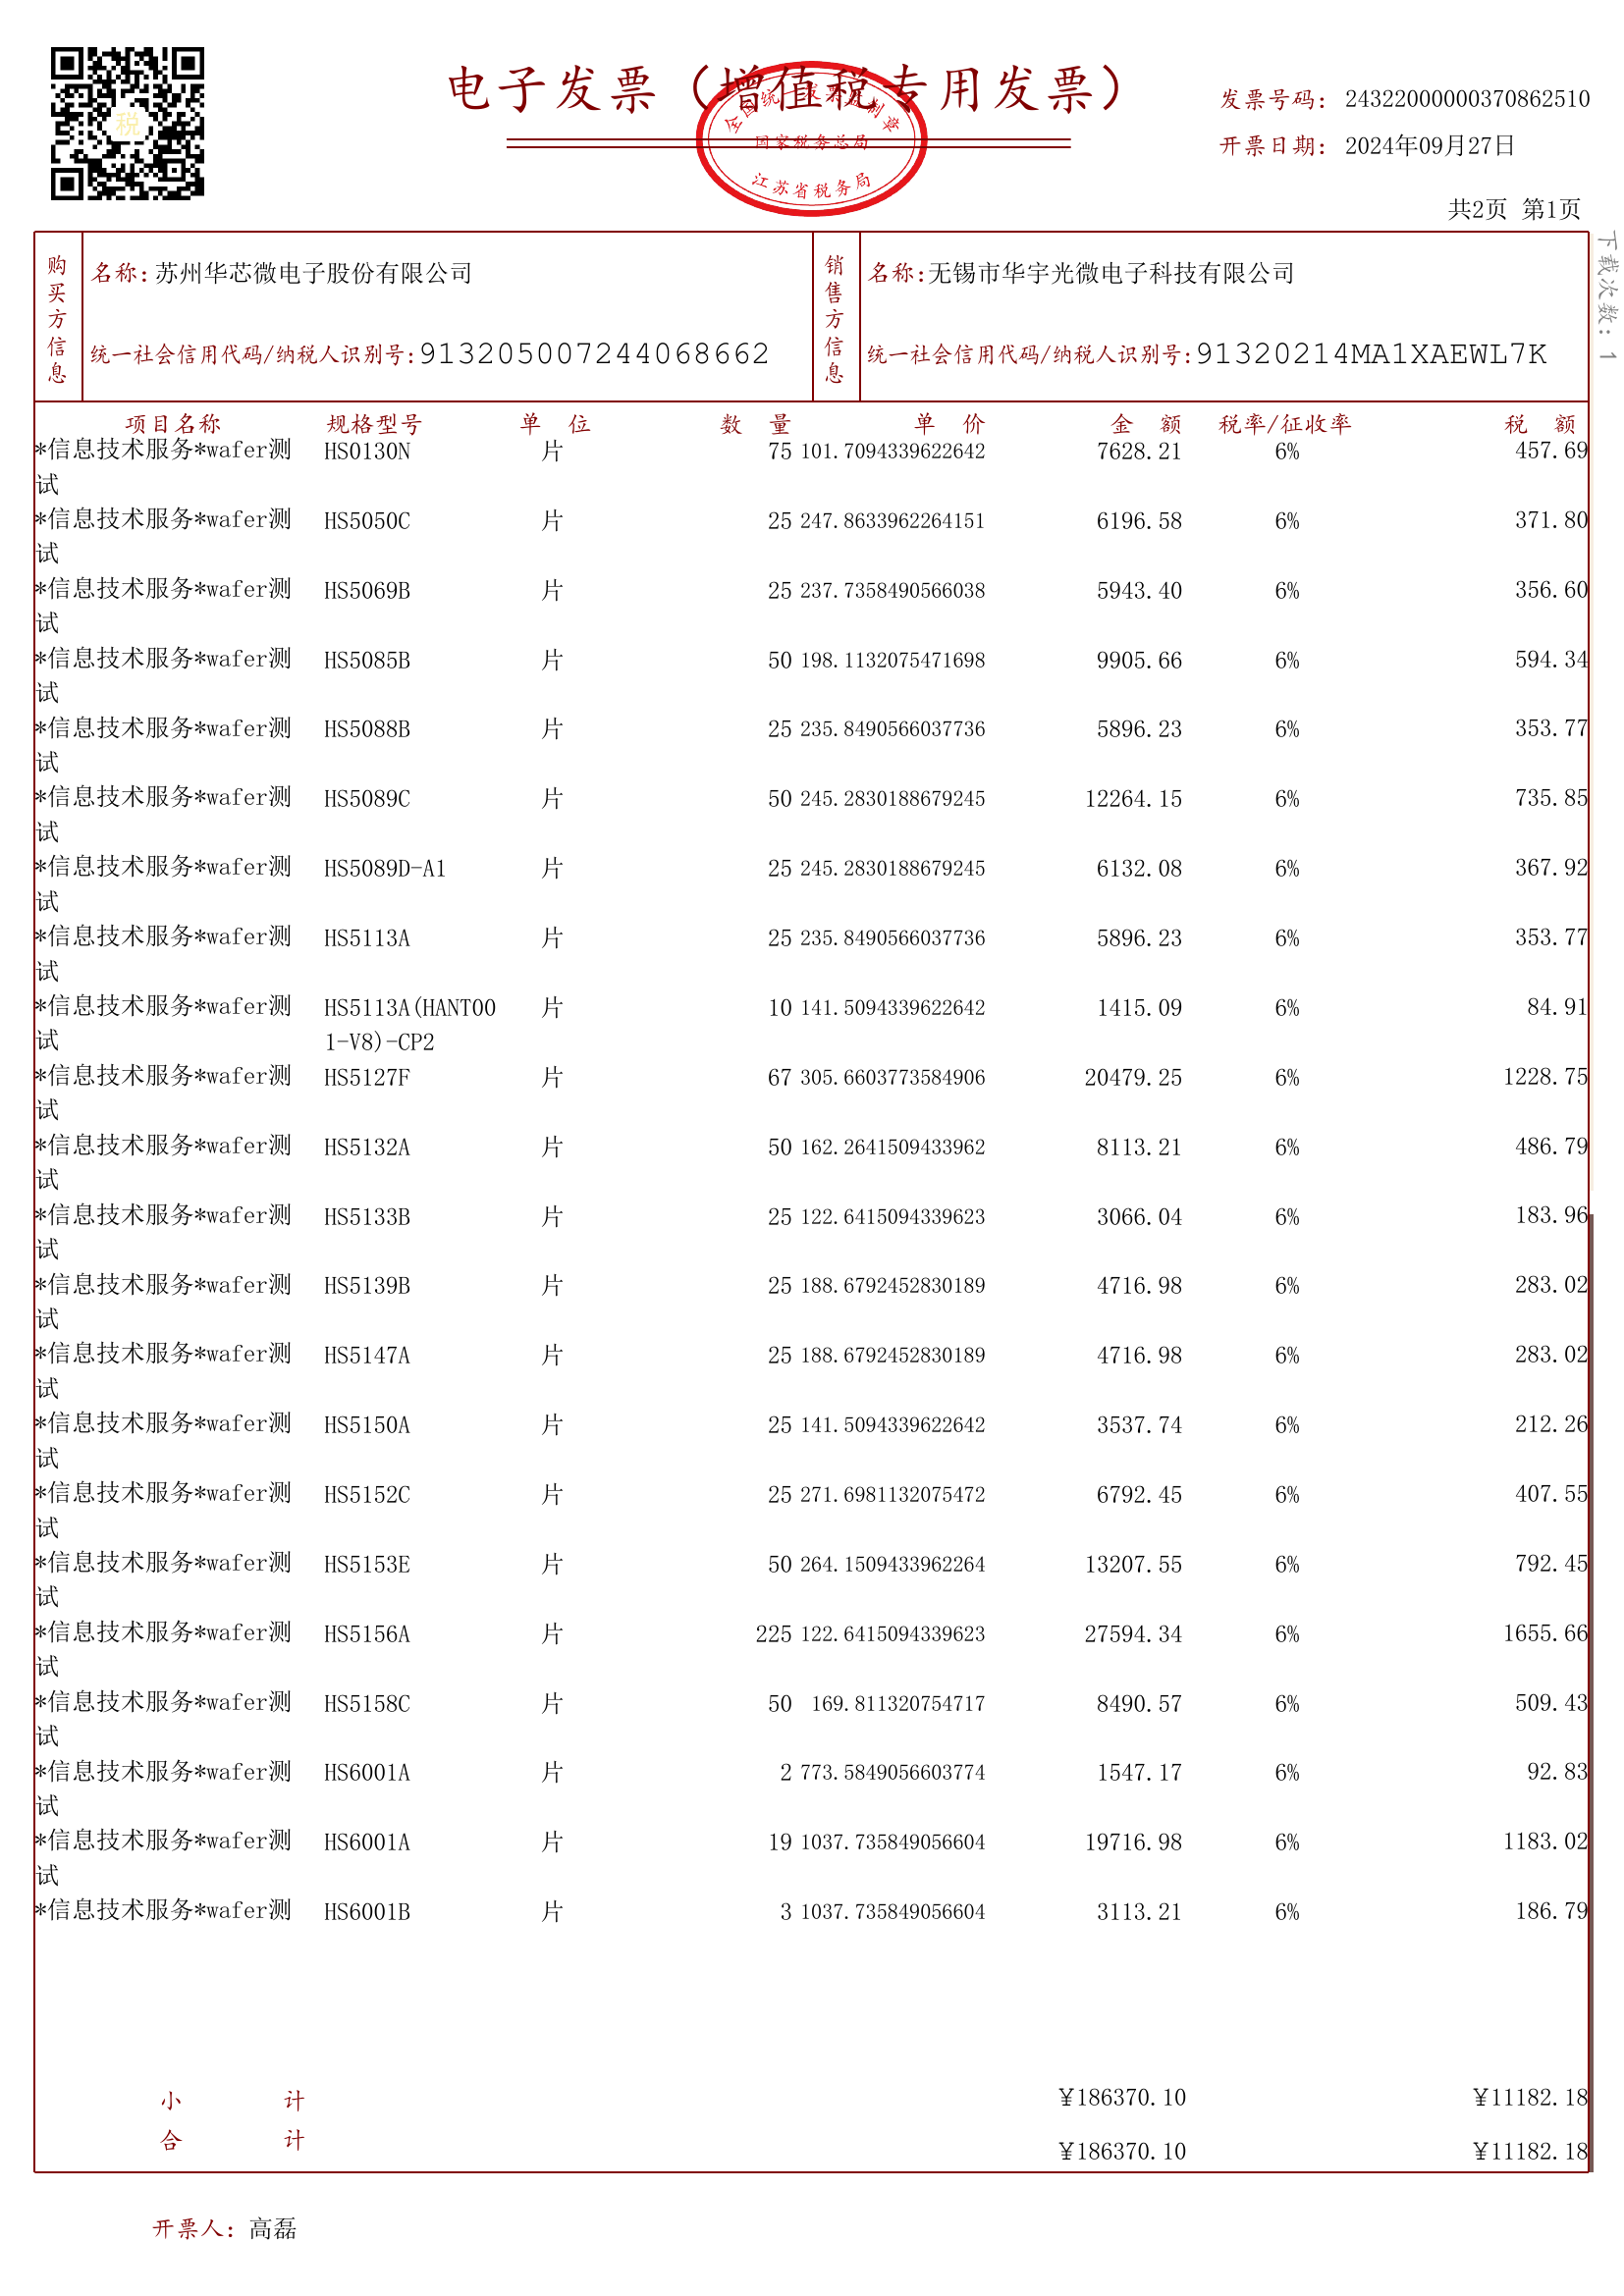 电子发票（增值税专用发票）
全国统一发票监制章
国家税务总局
江苏省税务局
税
发票号码：24322000000370862510
开票日期：2024年09月27日
共2页 第1页
下载次数：1
购买方信息
名称：苏州华芯微电子股份有限公司
统一社会信用代码/纳税人识别号：913205007244068662
销售方信息
名称：无锡市华宇光微电子科技有限公司
统一社会信用代码/纳税人识别号：91320214MA1XAEWL7K
项目名称 规格型号 单 位 数 量 单 价 金 额 税率/征收率 税 额
*信息技术服务*wafer测 HS0130N 片 75 101.7094339622642 7628.21 6% 457.69
试
*信息技术服务*wafer测 HS5050C 片 25 247.8633962264151 6196.58 6% 371.80
试
*信息技术服务*wafer测 HS5069B 片 25 237.7358490566038 5943.40 6% 356.60
试
*信息技术服务*wafer测 HS5085B 片 50 198.1132075471698 9905.66 6% 594.34
试
*信息技术服务*wafer测 HS5088B 片 25 235.8490566037736 5896.23 6% 353.77
试
*信息技术服务*wafer测 HS5089C 片 50 245.2830188679245 12264.15 6% 735.85
试
*信息技术服务*wafer测 HS5089D-A1 片 25 245.2830188679245 6132.08 6% 367.92
试
*信息技术服务*wafer测 HS5113A 片 25 235.8490566037736 5896.23 6% 353.77
试
*信息技术服务*wafer测 HS5113A(HANT00 片 10 141.5094339622642 1415.09 6% 84.91
试 1-V8)-CP2
*信息技术服务*wafer测 HS5127F 片 67 305.6603773584906 20479.25 6% 1228.75
试
*信息技术服务*wafer测 HS5132A 片 50 162.2641509433962 8113.21 6% 486.79
试
*信息技术服务*wafer测 HS5133B 片 25 122.6415094339623 3066.04 6% 183.96
试
*信息技术服务*wafer测 HS5139B 片 25 188.6792452830189 4716.98 6% 283.02
试
*信息技术服务*wafer测 HS5147A 片 25 188.6792452830189 4716.98 6% 283.02
试
*信息技术服务*wafer测 HS5150A 片 25 141.5094339622642 3537.74 6% 212.26
试
*信息技术服务*wafer测 HS5152C 片 25 271.6981132075472 6792.45 6% 407.55
试
*信息技术服务*wafer测 HS5153E 片 50 264.1509433962264 13207.55 6% 792.45
试
*信息技术服务*wafer测 HS5156A 片 225 122.6415094339623 27594.34 6% 1655.66
试
*信息技术服务*wafer测 HS5158C 片 50 169.811320754717 8490.57 6% 509.43
试
*信息技术服务*wafer测 HS6001A 片 2 773.5849056603774 1547.17 6% 92.83
试
*信息技术服务*wafer测 HS6001A 片 19 1037.735849056604 19716.98 6% 1183.02
试
*信息技术服务*wafer测 HS6001B 片 3 1037.735849056604 3113.21 6% 186.79
小 计 ¥186370.10 ¥11182.18
合 计 ¥186370.10 ¥11182.18
开票人：高磊